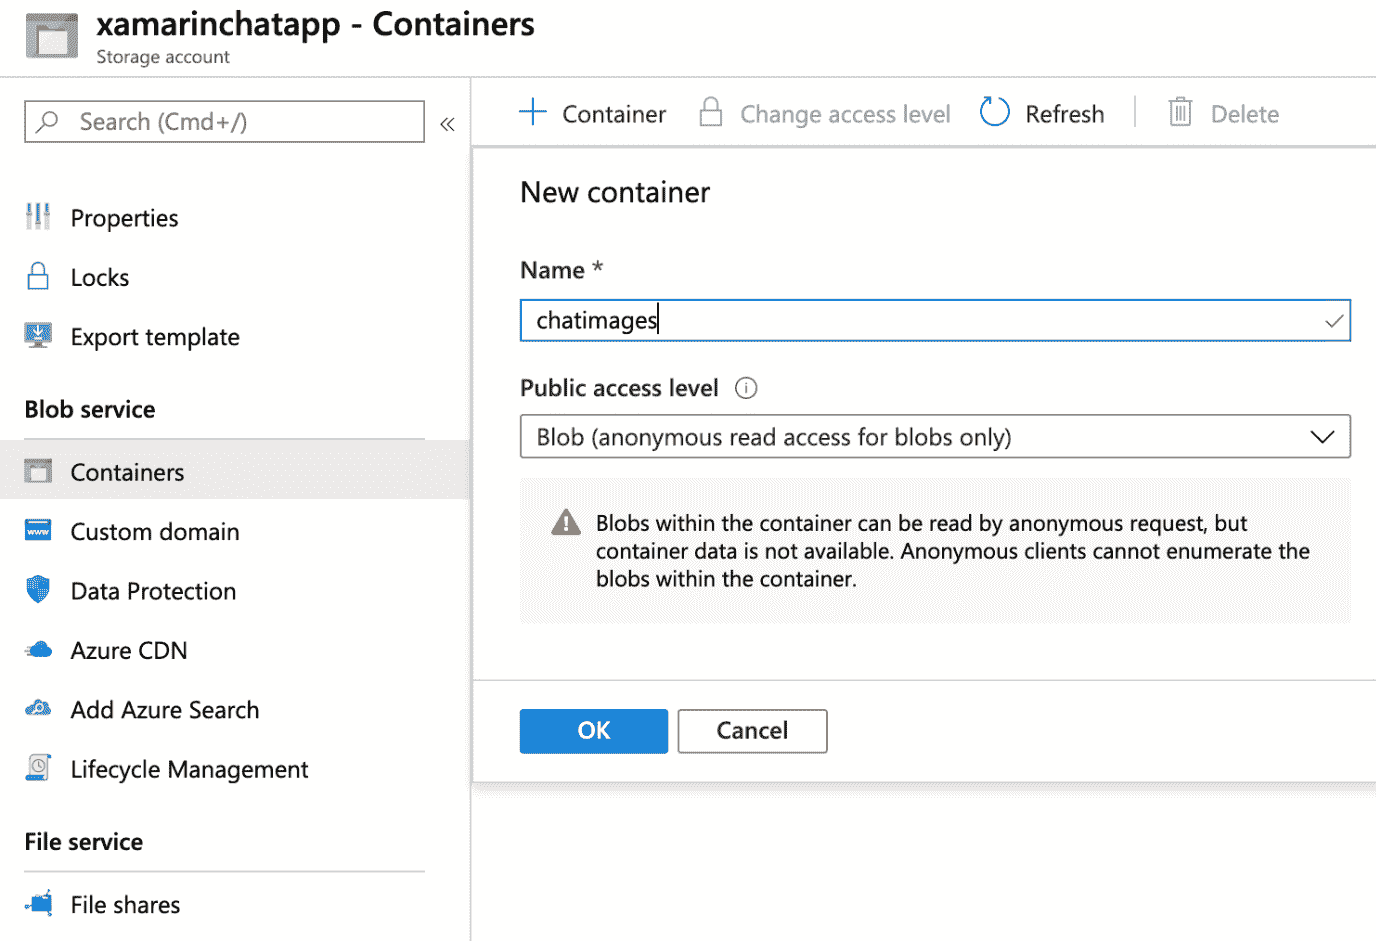 xamarinchatapp - Containers
Storage account
Search (Cmd+/)
«
Container
Change access level
Refresh
Delete
Properties
Locks
Export template
Blob service
Containers
Custom domain
Data Protection
Azure CDN
Add Azure Search
Lifecycle Management
File service
File shares
New container
Name *
chatimages
Public access level
Blob (anonymous read access for blobs only)
Blobs within the container can be read by anonymous request, but
container data is not available. Anonymous clients cannot enumerate the
blobs within the container.
OK
Cancel